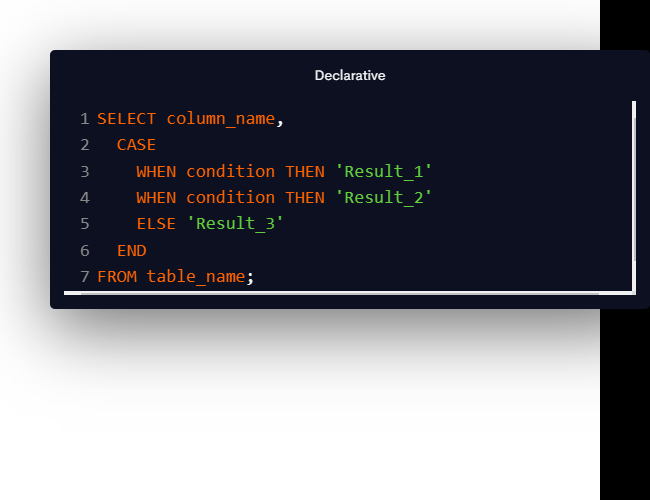 Declarative
1 SELECT column_name,
2   CASE
3     WHEN condition THEN 'Result_1'
4     WHEN condition THEN 'Result_2'
5     ELSE 'Result_3'
6   END
7 FROM table_name;